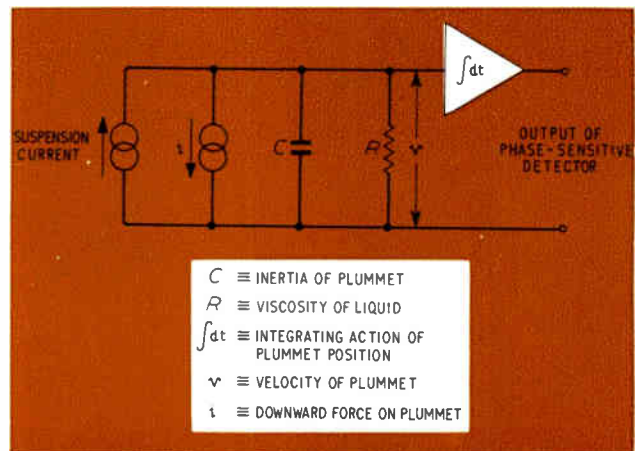 ∫dt
SUSPENSION
CURRENT
i
C
R
v
OUTPUT OF
PHASE-SENSITIVE
DETECTOR
C ≡ INERTIA OF PLUMMET
R ≡ VISCOSITY OF LIQUID
∫dt ≡ INTEGRATING ACTION OF
PLUMMET POSITION
v ≡ VELOCITY OF PLUMMET
i ≡ DOWNWARD FORCE ON PLUMMET